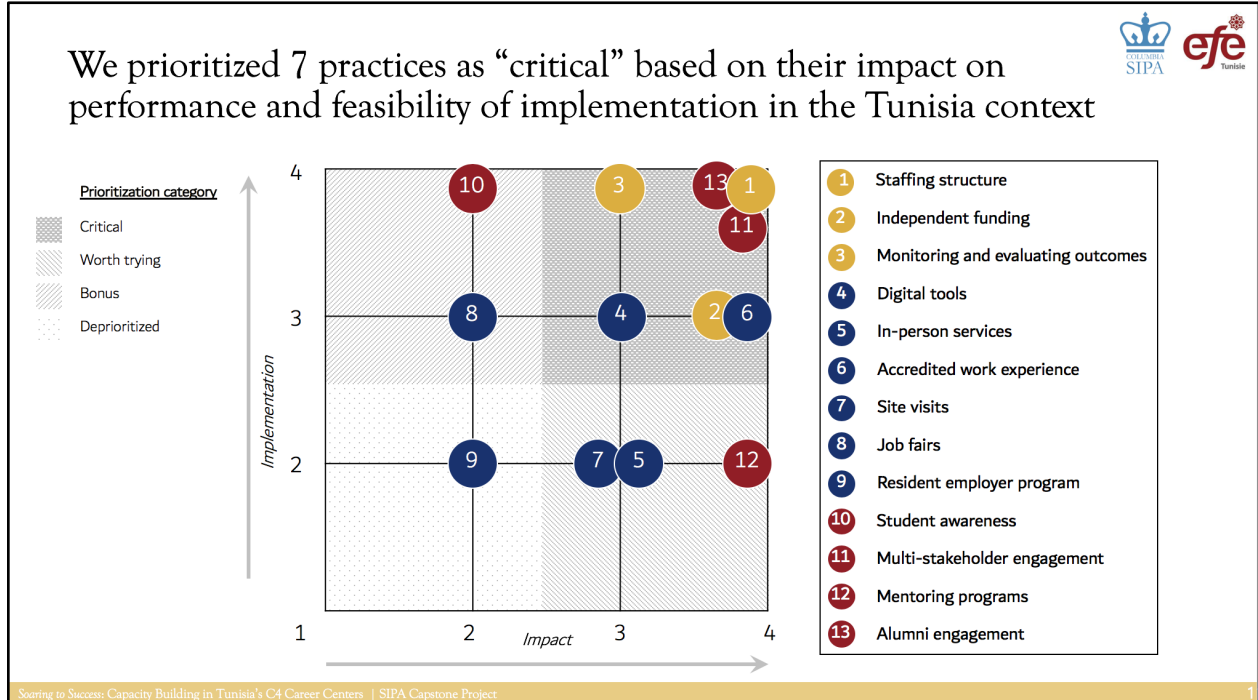 We prioritized 7 practices as “critical” based on their impact on
performance and feasibility of implementation in the Tunisia context
COLUMBIA
SIPA
efe
Tunisie
Prioritization category
Critical
Worth trying
Bonus
Deprioritized
Implementation
4
3
2
1
2
3
4
Impact
10
3
13
1
11
8
4
2
6
9
7
5
12
1 Staffing structure
2 Independent funding
3 Monitoring and evaluating outcomes
4 Digital tools
5 In-person services
6 Accredited work experience
7 Site visits
8 Job fairs
9 Resident employer program
10 Student awareness
11 Multi-stakeholder engagement
12 Mentoring programs
13 Alumni engagement
Soaring to Success: Capacity Building in Tunisia’s C4 Career Centers | SIPA Capstone Project
1